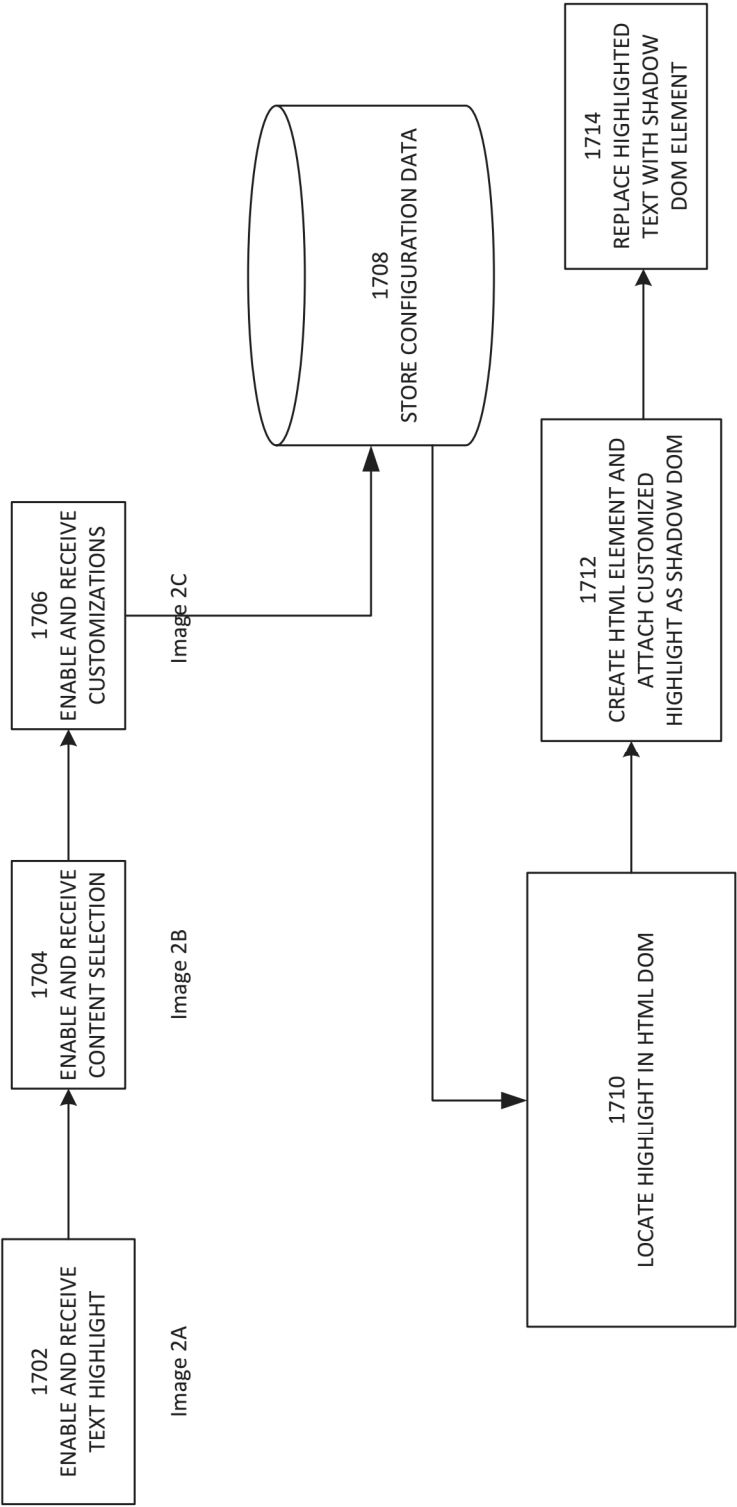 1702
ENABLE AND RECEIVE
TEXT HIGHLIGHT
Image 2A
1704
ENABLE AND RECEIVE
CONTENT SELECTION
Image 2B
1706
ENABLE AND RECEIVE
CUSTOMIZATIONS
Image 2C
1708
STORE CONFIGURATION DATA
1710
LOCATE HIGHLIGHT IN HTML DOM
1712
CREATE HTML ELEMENT AND
ATTACH CUSTOMIZED
HIGHLIGHT AS SHADOW DOM
1714
REPLACE HIGHLIGHTED
TEXT WITH SHADOW
DOM ELEMENT